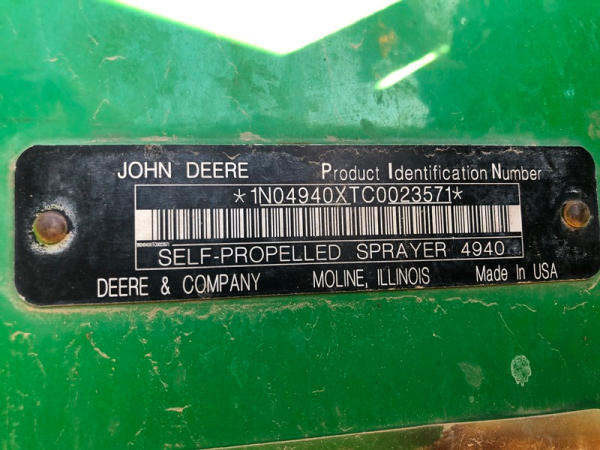 JOHN DEERE Product Identification Number
*1N04940XTC0023571*
SELF-PROPELLED SPRAYER 4940
DEERE & COMPANY MOLINE, ILLINOIS Made In USA